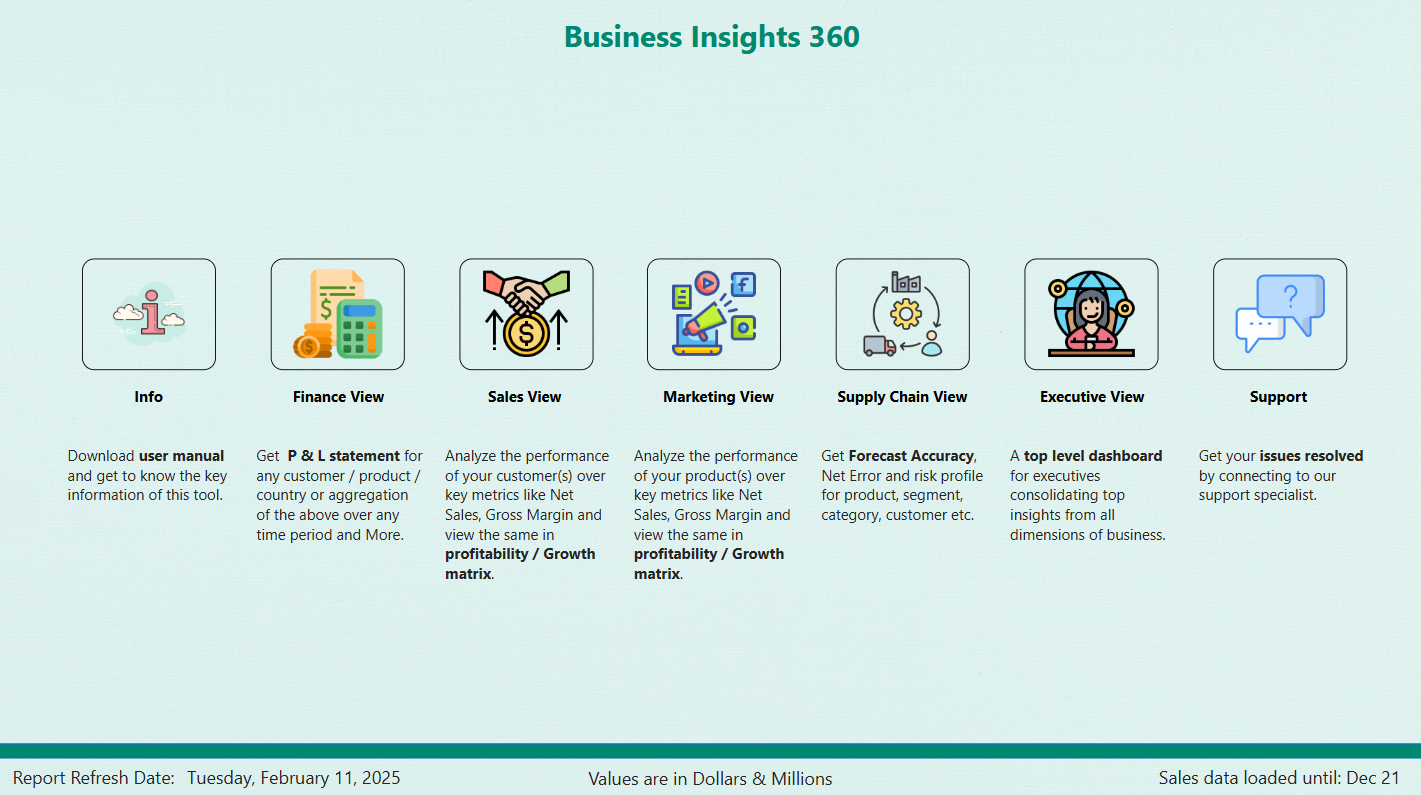 Business Insights 360
Info
Download user manual
and get to know the key
information of this tool.
Finance View
Get P & L statement for
any customer / product /
country or aggregation
of the above over any
time period and More.
Sales View
Analyze the performance
of your customer(s) over
key metrics like Net
Sales, Gross Margin and
view the same in
profitability / Growth
matrix.
Marketing View
Analyze the performance
of your product(s) over
key metrics like Net
Sales, Gross Margin and
view the same in
profitability / Growth
matrix.
Supply Chain View
Get Forecast Accuracy,
Net Error and risk profile
for product, segment,
category, customer etc.
Executive View
A top level dashboard
for executives
consolidating top
insights from all
dimensions of business.
Support
Get your issues resolved
by connecting to our
support specialist.
Report Refresh Date: Tuesday, February 11, 2025
Values are in Dollars & Millions
Sales data loaded until: Dec 21